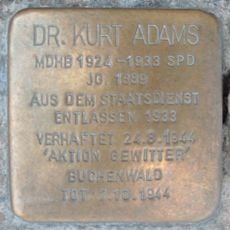 DR. KURT ADAMS
MDHB 1924-1933 SPD
JG. 1889
AUS DEM STAATSDIENST
ENTLASSEN 1933
VERHAFTET 24.8.1944
'AKTION GEWITTER'
BUCHENWALD
TOT 7.10.1944